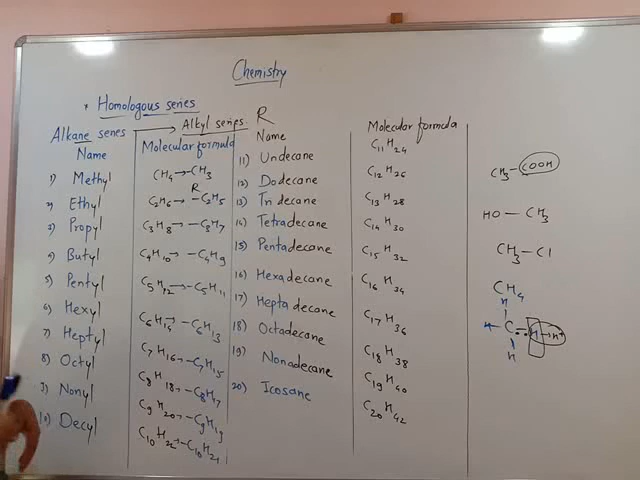 Chemistry
* Homologous series
Alkane series → Alkyl series R
Name Molecular formula
1) Methyl CH4 → CH3
R
2) Ethyl C2H6 → -C2H5
3) Propyl C3H8 → -C3H7
4) Butyl C4H10 → -C4H9
5) Pentyl C5H12 → -C5H11
6) Hexyl C6H14 → -C6H13
7) Heptyl C7H16 → -C7H15
8) Octyl C8H18 → -C8H17
9) Nonyl C9H20 → -C9H19
10) Decyl C10H22 → -C10H21
Name Molecular formula
11) Undecane C11H24
12) Dodecane C12H26
13) Tridecane C13H28
14) Tetradecane C14H30
15) Pentadecane C15H32
16) Hexadecane C16H34
17) Heptadecane C17H36
18) Octadecane C18H38
19) Nonadecane C19H40
20) Icosane C20H42
CH3-COOH
HO-CH3
CH3-Cl
CH4
H
H-C:H→H+
H